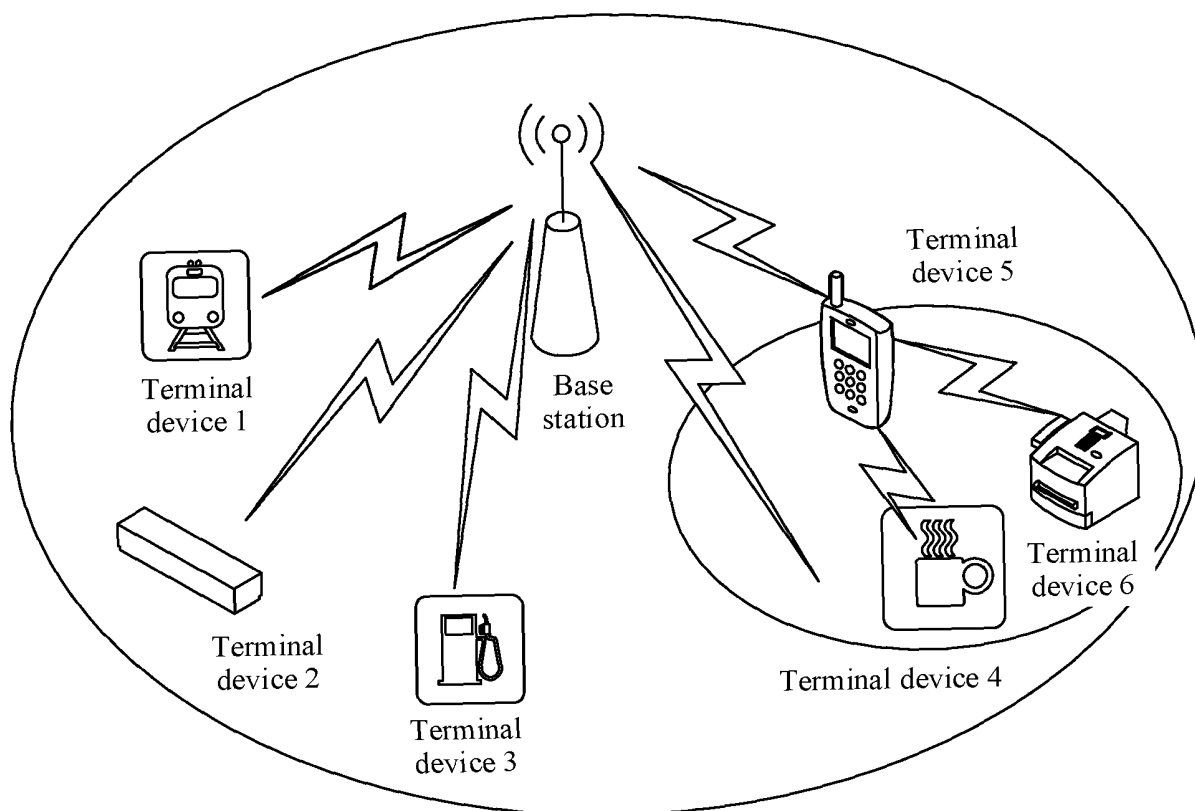 Terminal
device 5
Terminal
device 1
Base
station
Terminal
device 6
Terminal
device 2
Terminal device 4
Terminal
device 3